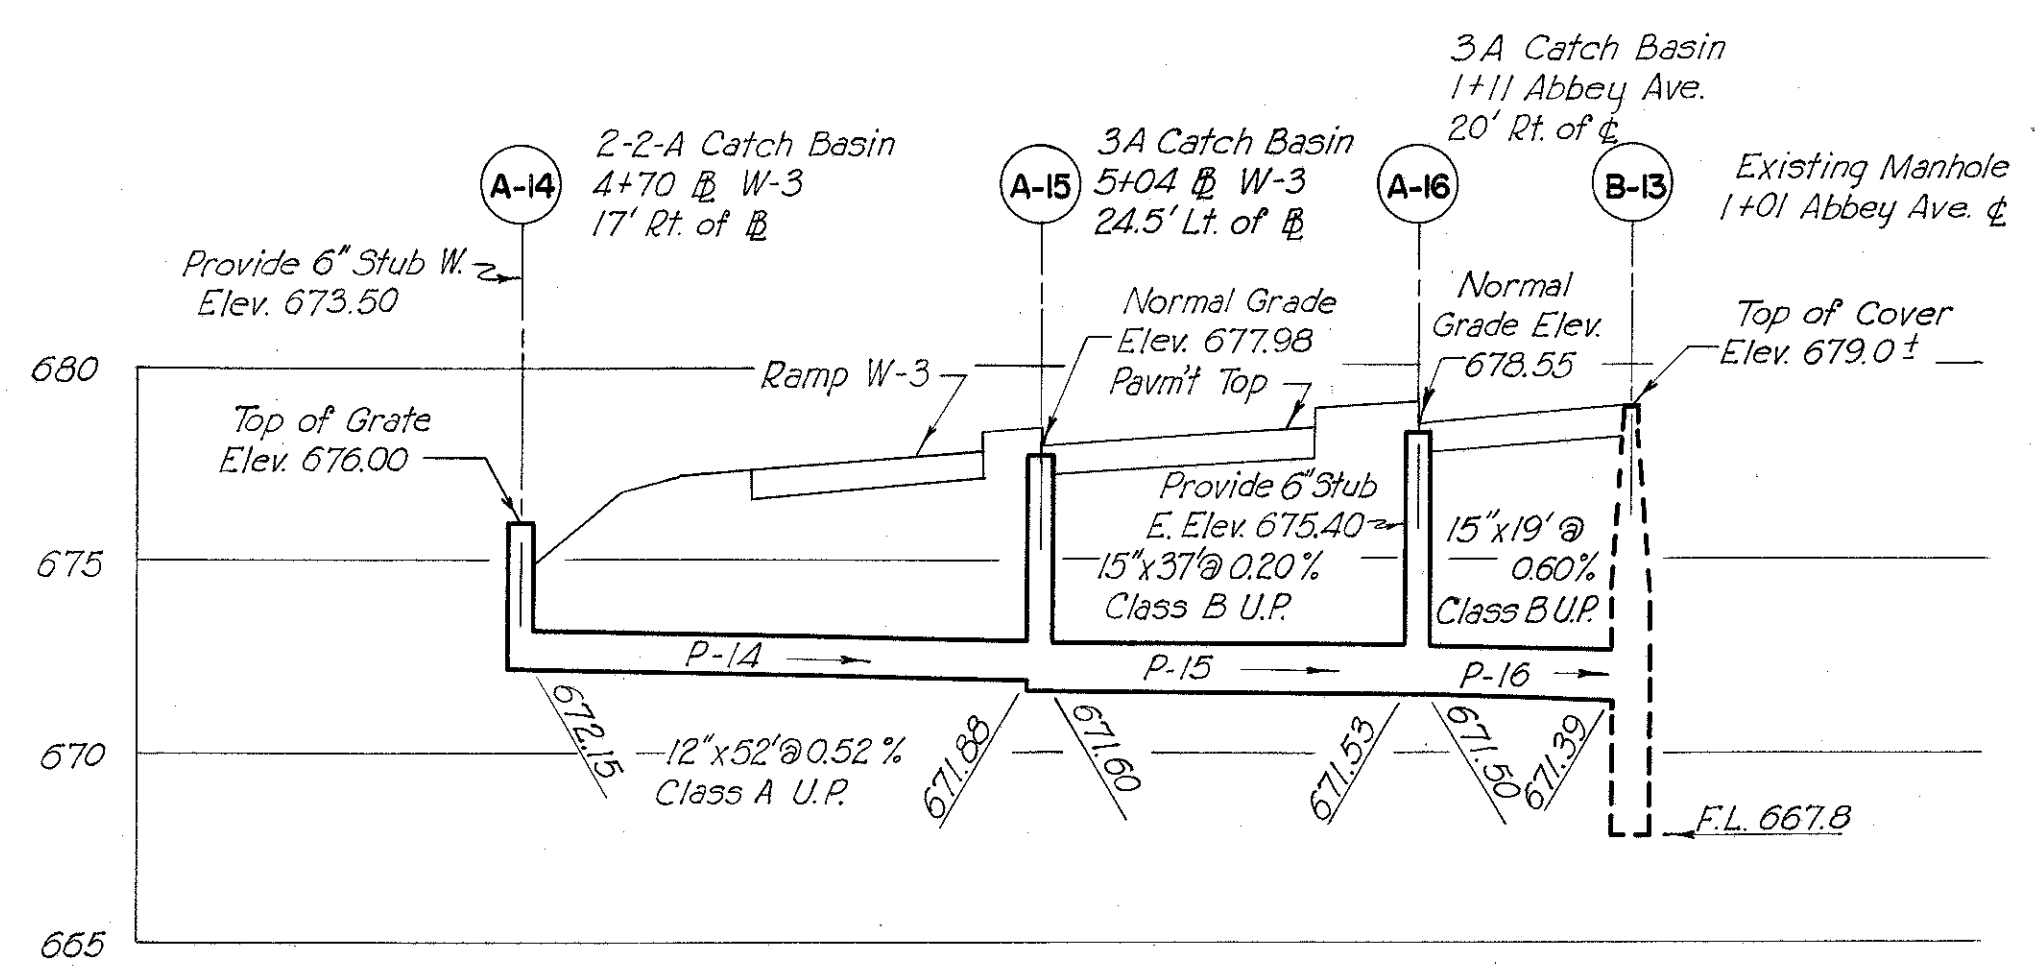 3A Catch Basin
1+11 Abbey Ave.
20' Rt. of ℄
A-14
2-2-A Catch Basin
4+70 BL W-3
17' Rt. of BL
A-15
3A Catch Basin
5+04 BL W-3
24.5' Lt. of BL
A-16
B-13
Existing Manhole
1+01 Abbey Ave. ℄
Provide 6" Stub W.
Elev. 673.50
Normal Grade
Elev. 677.98
Pavm't Top
Normal
Grade Elev.
678.55
Top of Cover
Elev. 679.0±
680
Ramp W-3
Top of Grate
Elev. 676.00
Provide 6" Stub
E. Elev. 675.40
15"x19' @
0.60%
Class B U.P.
675
15"x37' @ 0.20%
Class B U.P.
P-14
P-15
P-16
672.15
671.88
671.60
671.53
671.50
671.39
670
12"x52' @ 0.52%
Class A U.P.
F.L. 667.8
665